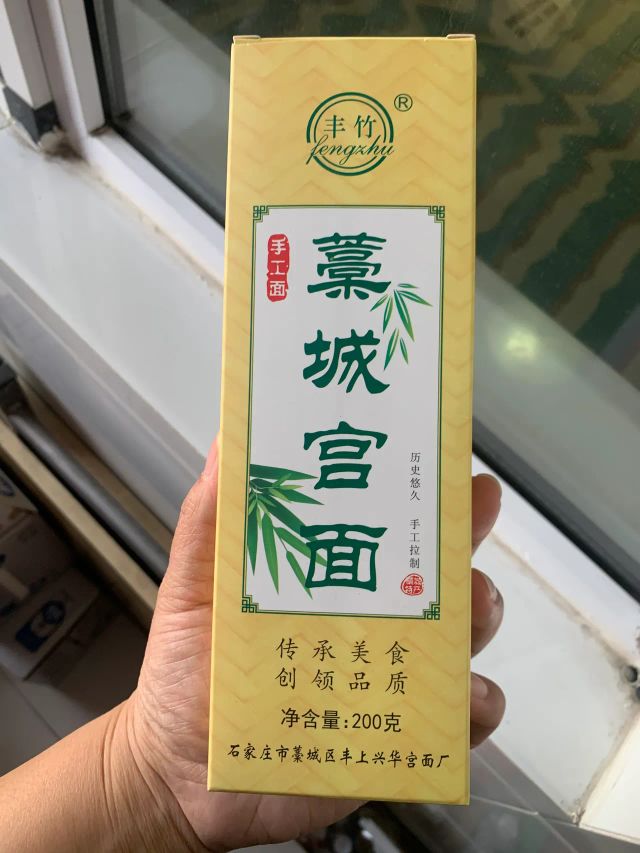 丰竹
fengzhu
®
手工面
藁城宫面
历史悠久 手工拉制
传承美食
创领品质
净含量:200克
石家庄市藁城区丰上兴华宫面厂